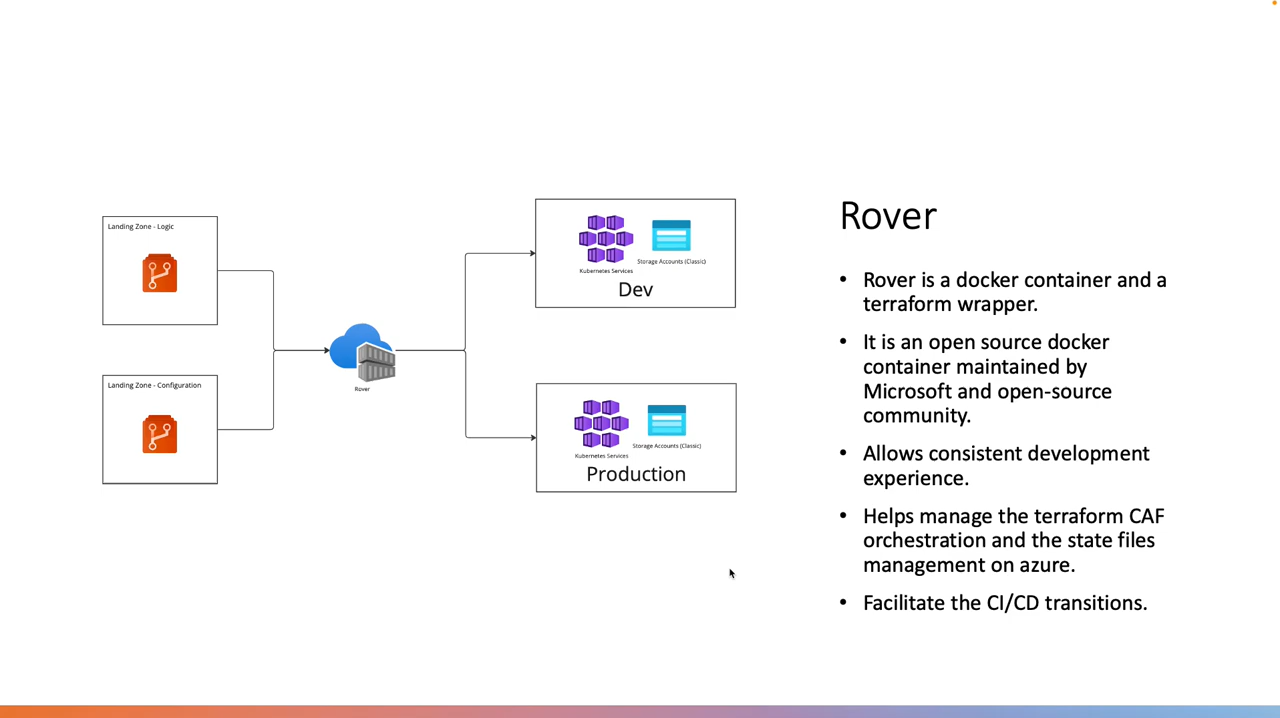 Landing Zone - Logic
Landing Zone - Configuration
Rover
Kubernetes Services
Storage Accounts (Classic)
Dev
Kubernetes Services
Storage Accounts (Classic)
Production
Rover
• Rover is a docker container and a
terraform wrapper.
• It is an open source docker
container maintained by
Microsoft and open-source
community.
• Allows consistent development
experience.
• Helps manage the terraform CAF
orchestration and the state files
management on azure.
• Facilitate the CI/CD transitions.